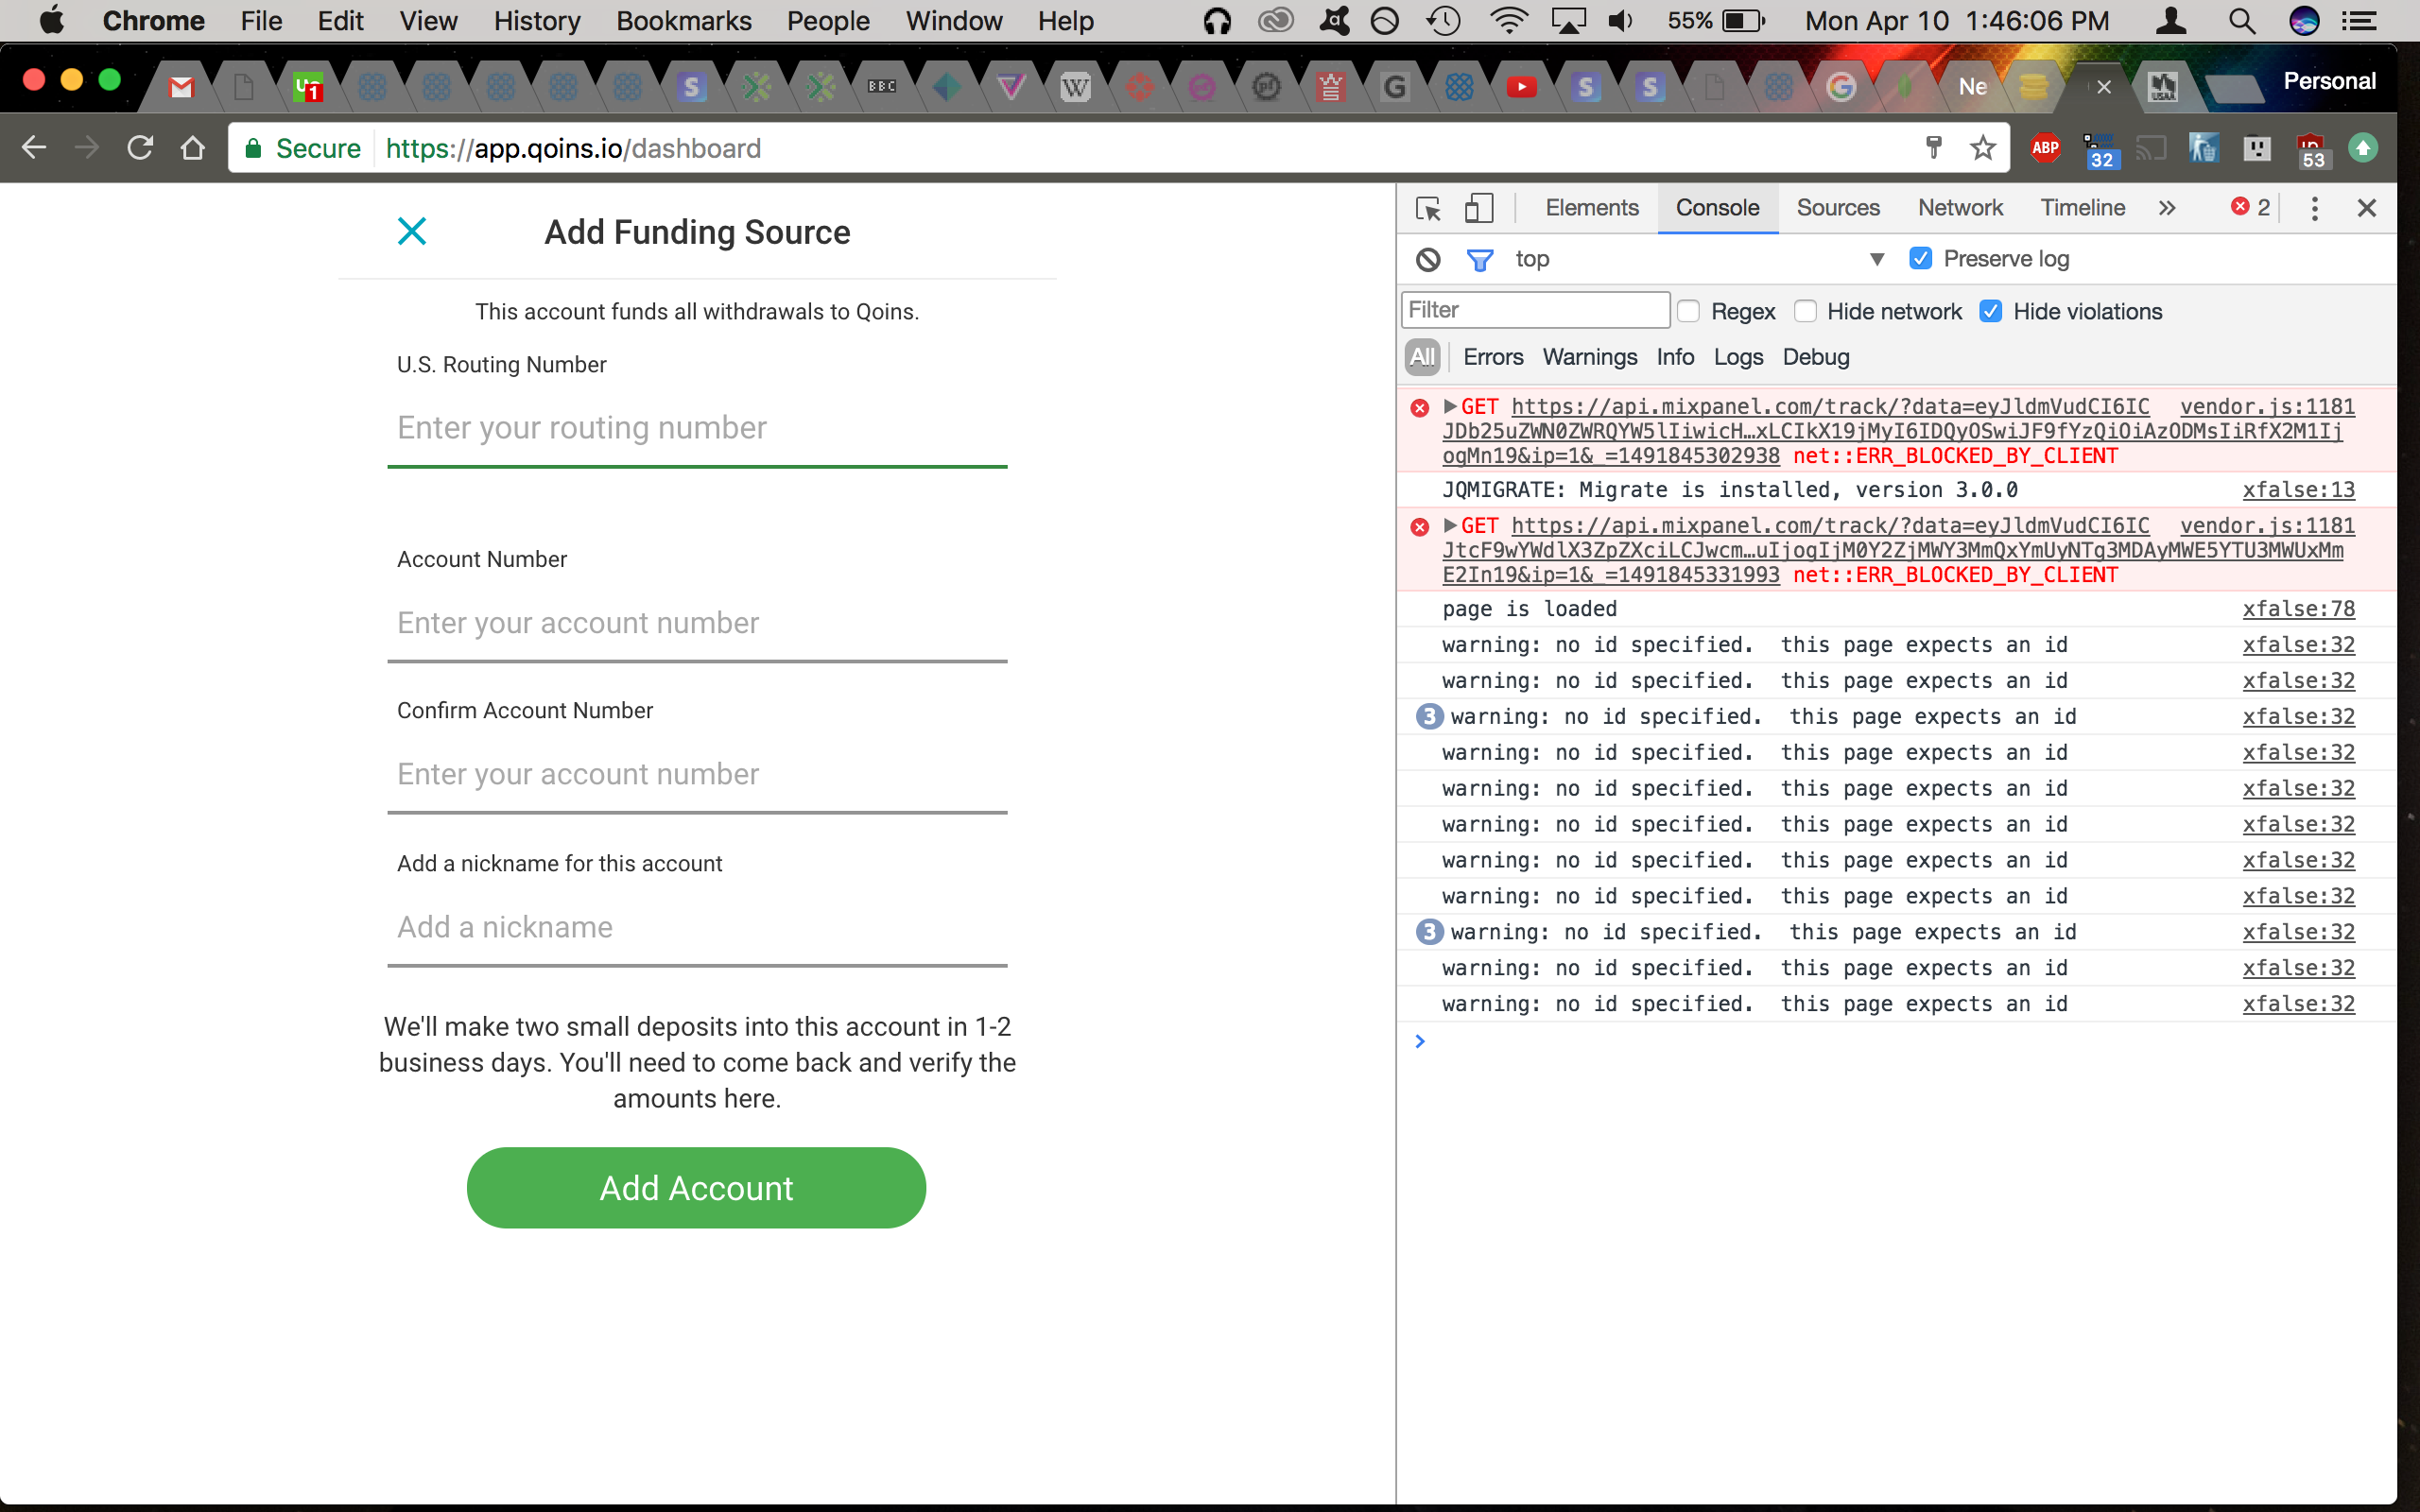 Chrome File Edit View History Bookmarks People Window Help 55% Mon Apr 10 1:46:06 PM
1 S BBC W G S S G Ne × Personal
Secure https://app.qoins.io/dashboard ABP 32 53
Add Funding Source
This account funds all withdrawals to Qoins.
U.S. Routing Number
Enter your routing number
Account Number
Enter your account number
Confirm Account Number
Enter your account number
Add a nickname for this account
Add a nickname
We'll make two small deposits into this account in 1-2
business days. You'll need to come back and verify the
amounts here.
Add Account
Elements Console Sources Network Timeline » 2
top ▼ Preserve log
Filter Regex Hide network Hide violations
All Errors Warnings Info Logs Debug
GET https://api.mixpanel.com/track/?data=eyJldmVudCI6IC vendor.js:1181
JDb25uZWN0ZWRQYW5lIiwicH…xLCIkX19jMyI6IDQyOSwiJF9fYzQiOiAzODMsIiRfX2M1Ij
ogMn19&ip=1&_=1491845302938 net::ERR_BLOCKED_BY_CLIENT
JQMIGRATE: Migrate is installed, version 3.0.0 xfalse:13
GET https://api.mixpanel.com/track/?data=eyJldmVudCI6IC vendor.js:1181
JtcF9wYWdlX3ZpZXciLCJwcm…uIjogIjM0Y2ZjMWY3MmQxYmUyNTg3MDAyMWE5YTU3MWUxMm
E2In19&ip=1&_=1491845331993 net::ERR_BLOCKED_BY_CLIENT
page is loaded xfalse:78
warning: no id specified.  this page expects an id xfalse:32
warning: no id specified.  this page expects an id xfalse:32
3 warning: no id specified.  this page expects an id xfalse:32
warning: no id specified.  this page expects an id xfalse:32
warning: no id specified.  this page expects an id xfalse:32
warning: no id specified.  this page expects an id xfalse:32
warning: no id specified.  this page expects an id xfalse:32
warning: no id specified.  this page expects an id xfalse:32
3 warning: no id specified.  this page expects an id xfalse:32
warning: no id specified.  this page expects an id xfalse:32
warning: no id specified.  this page expects an id xfalse:32